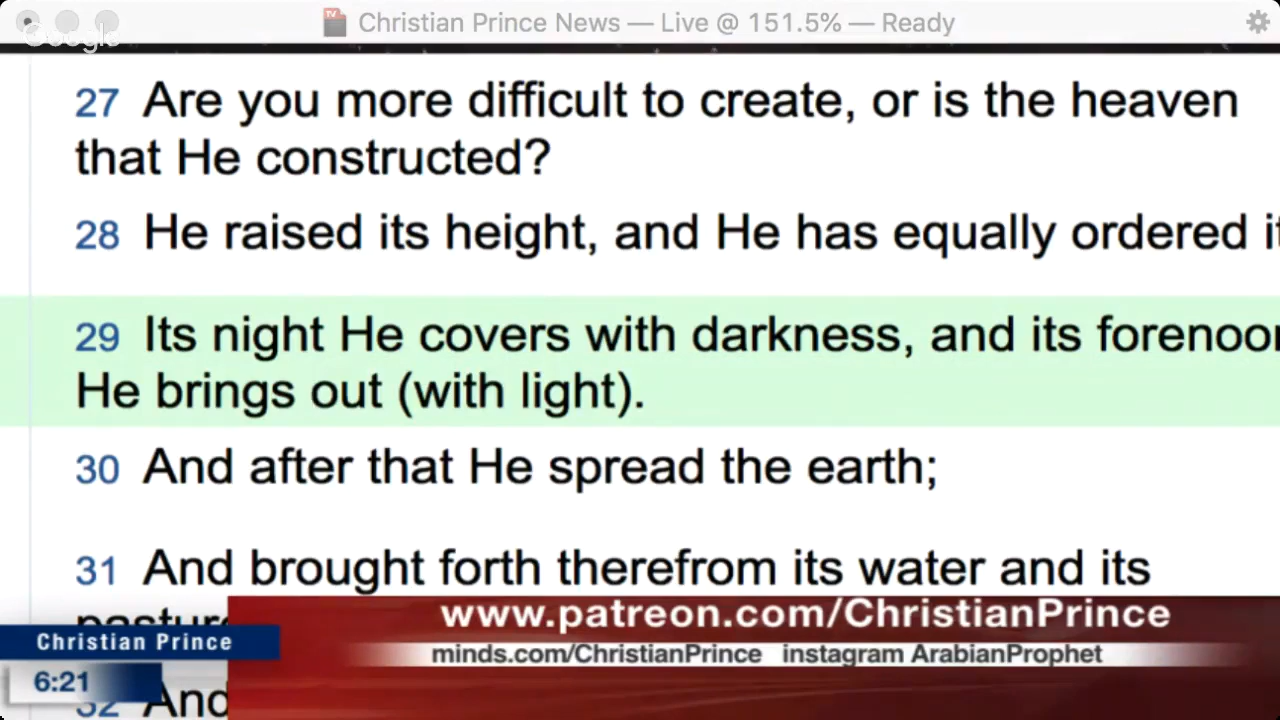 Christian Prince News — Live @ 151.5% — Ready
Google
27 Are you more difficult to create, or is the heaven
that He constructed?
28 He raised its height, and He has equally ordered
29 Its night He covers with darkness, and its
He brings out (with light).
30 And after that He spread the earth;
31 And brought forth therefrom its water and its
www.patreon.com/ChristianPrince
Christian Prince
minds.com/ChristianPrince instagram ArabianProphet
6:21
32 And